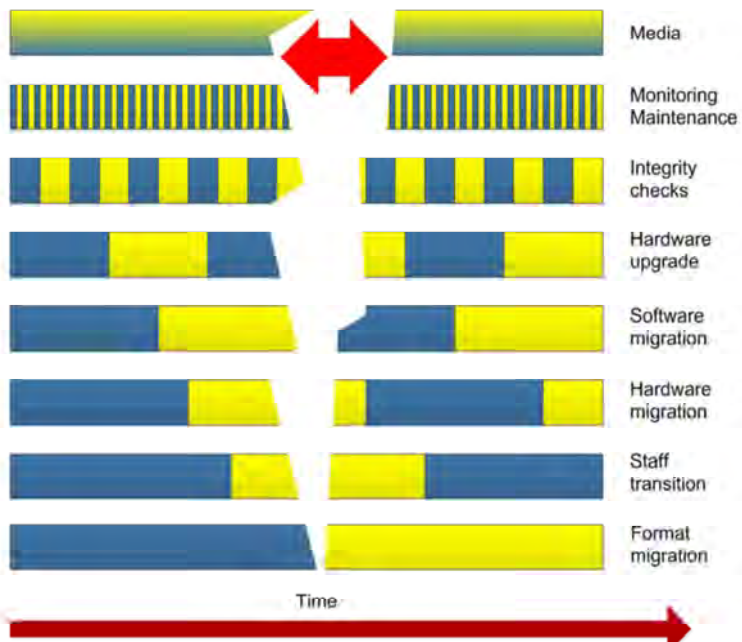 Media
Monitoring
Maintenance
Integrity
checks
Hardware
upgrade
Software
migration
Hardware
migration
Staff
transition
Format
migration
Time